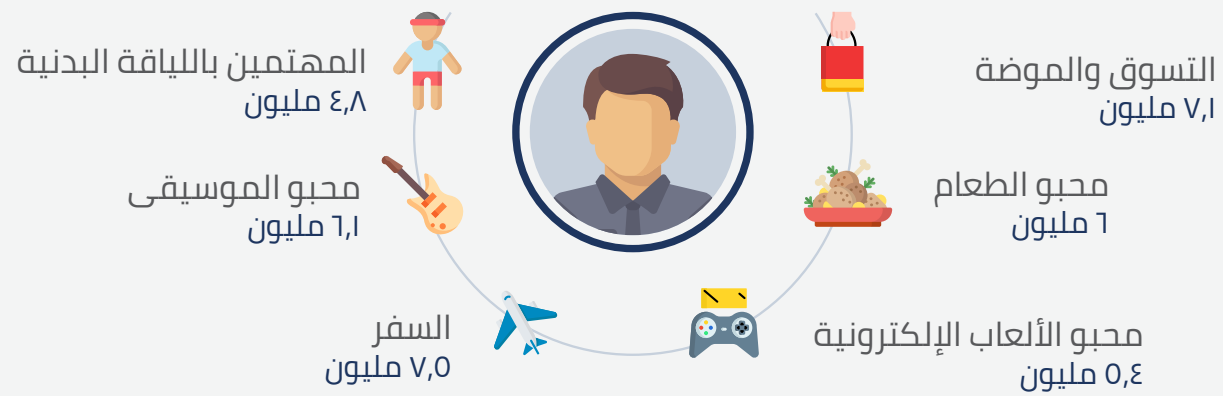 التسوق والموضة
٧,١ مليون
المهتمين باللياقة البدنية
٤,٨ مليون
محبو الطعام
٦ مليون
محبو الموسيقى
٦,١ مليون
محبو الألعاب الإلكترونية
٥,٤ مليون
السفر
٧,٥ مليون